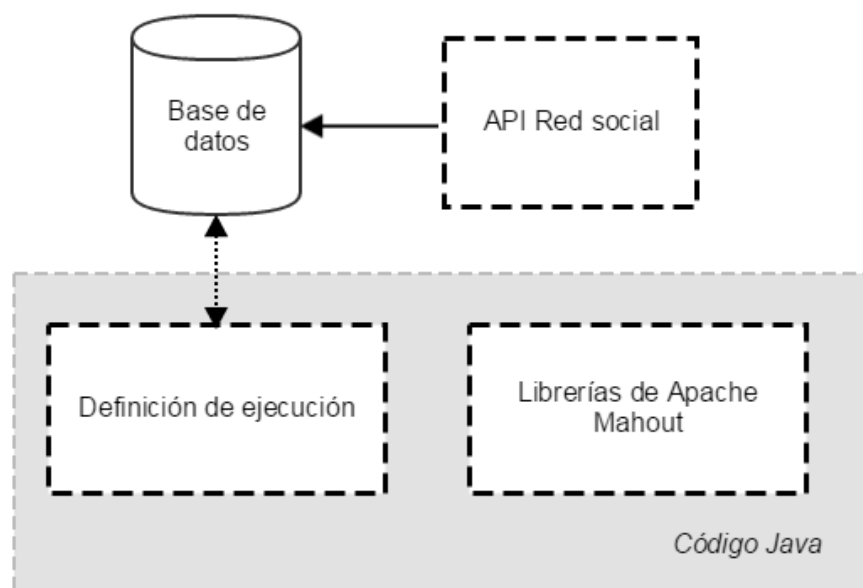 Base de
datos
API Red social
Definición de ejecución
Librerías de Apache
Mahout
Código Java